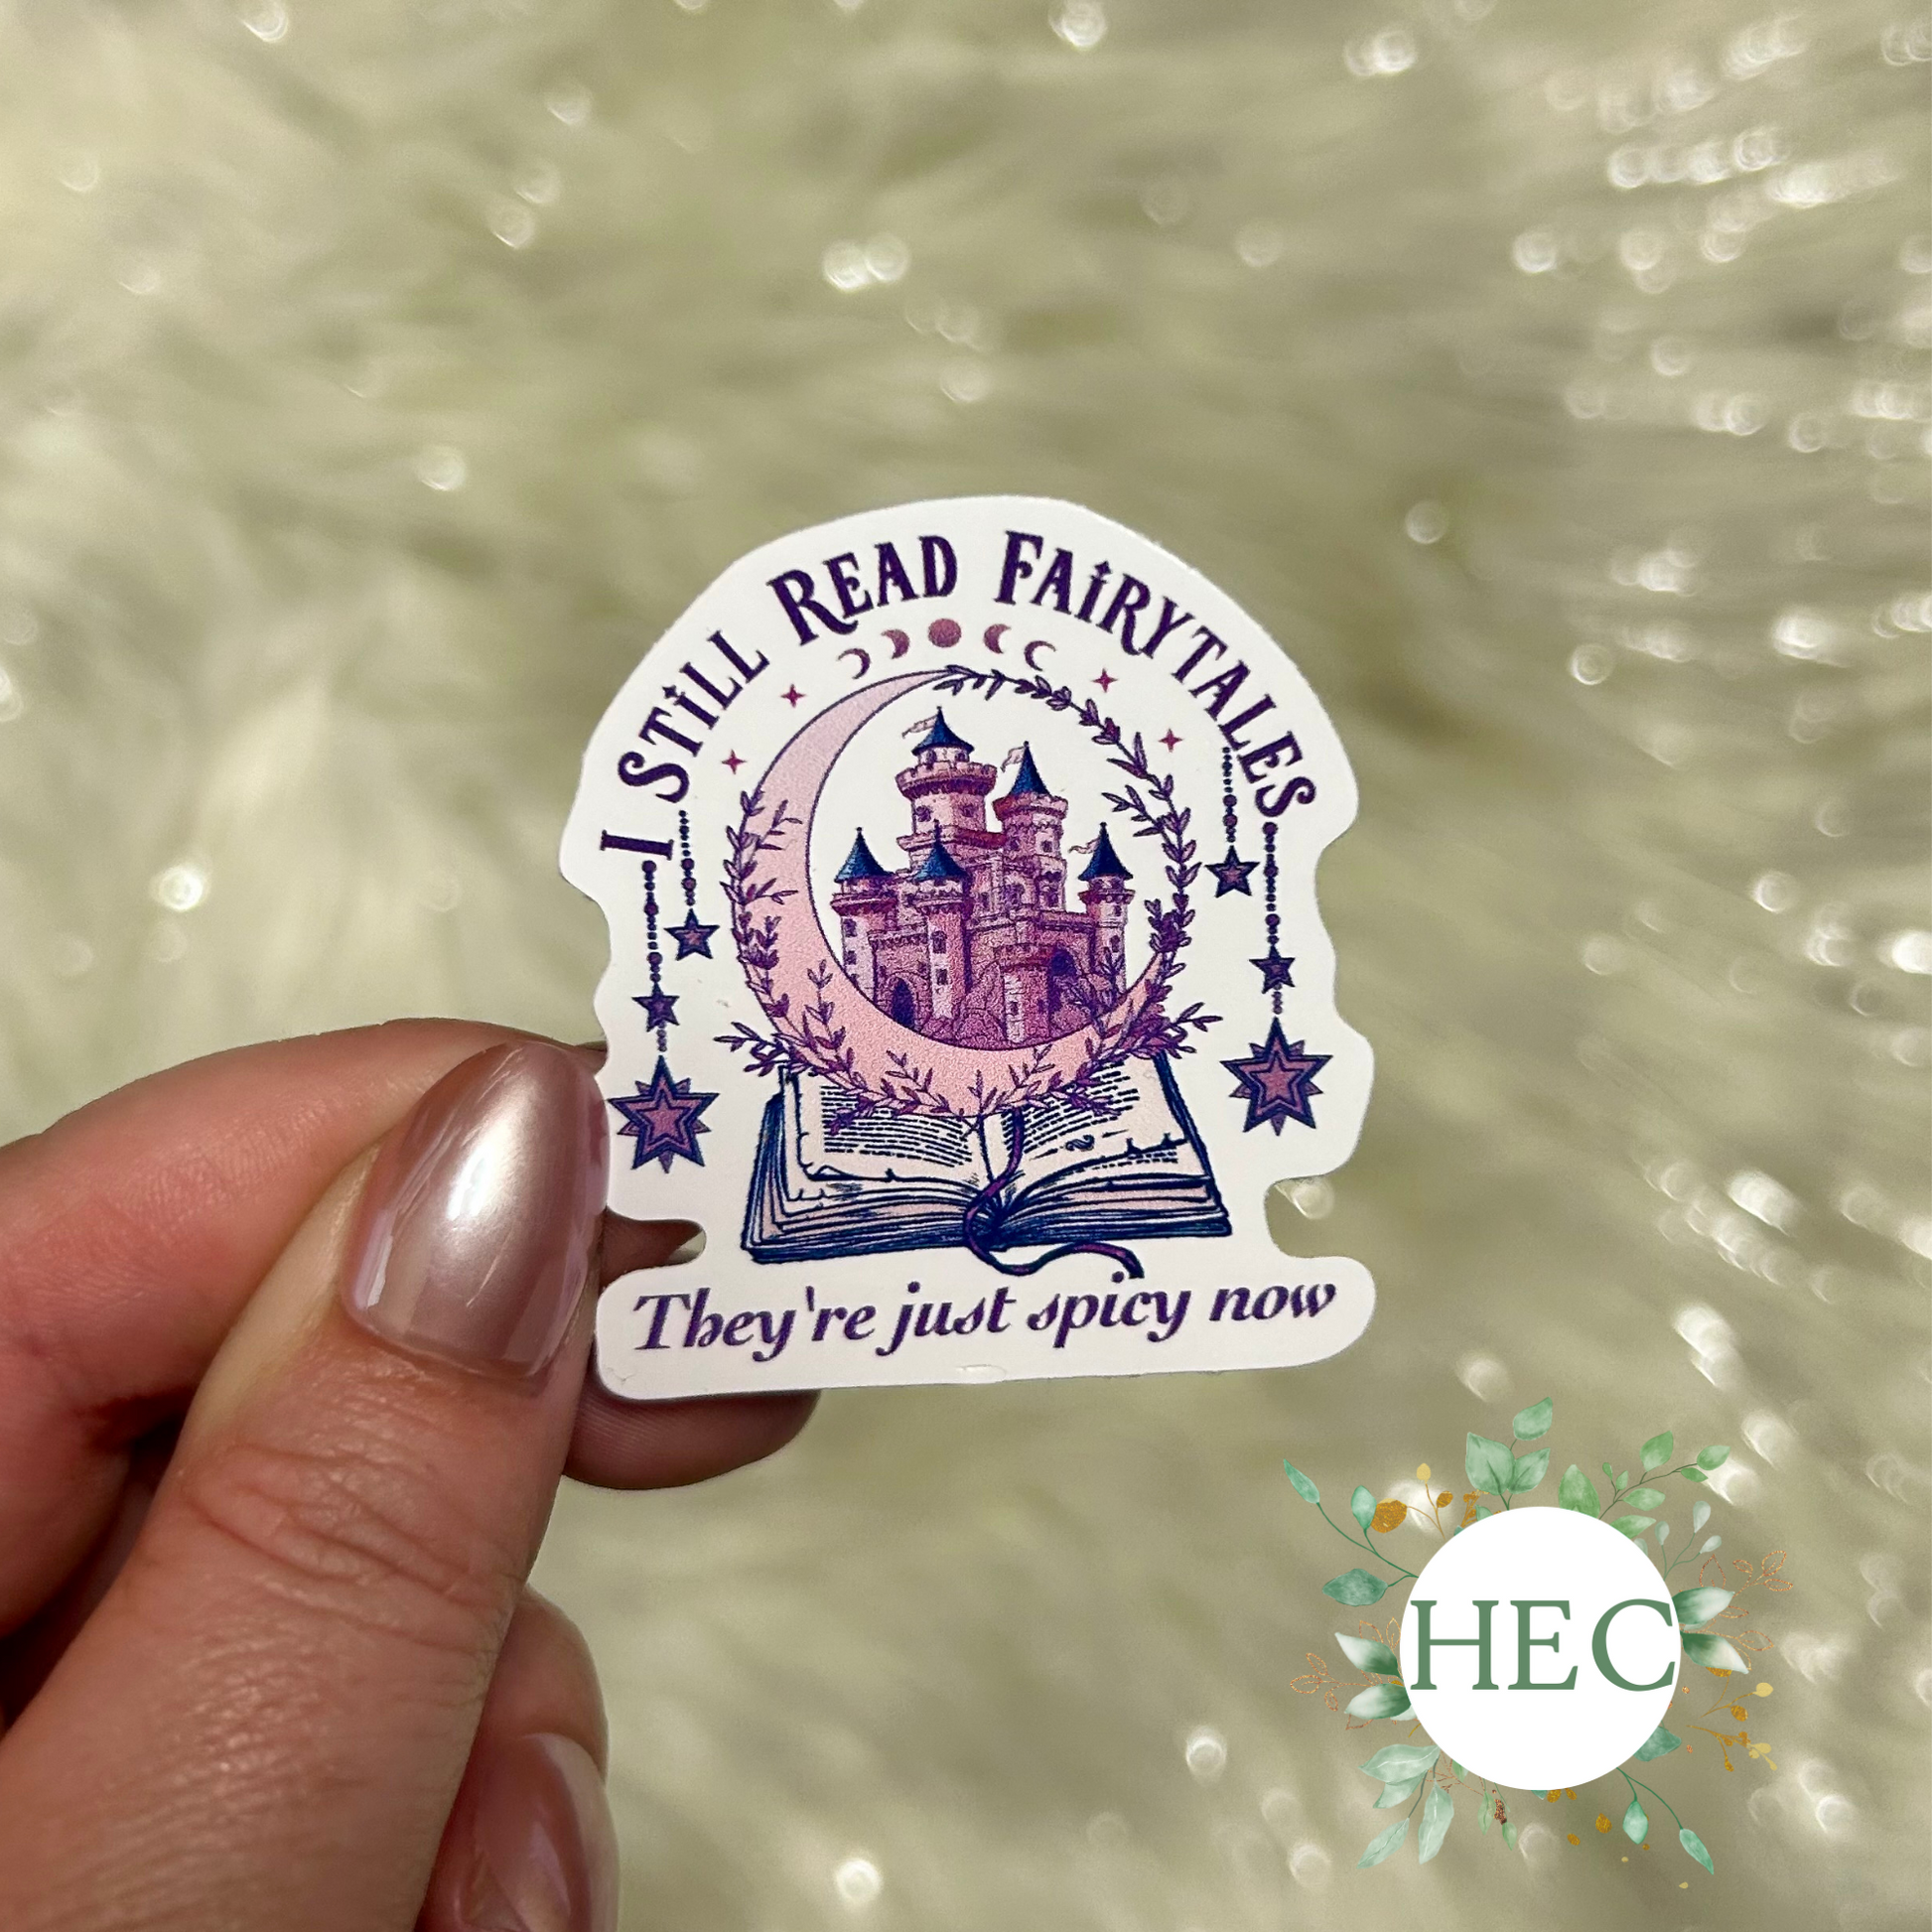 I STiLL READ FAiRYTALES
They're just spicy now
HEC